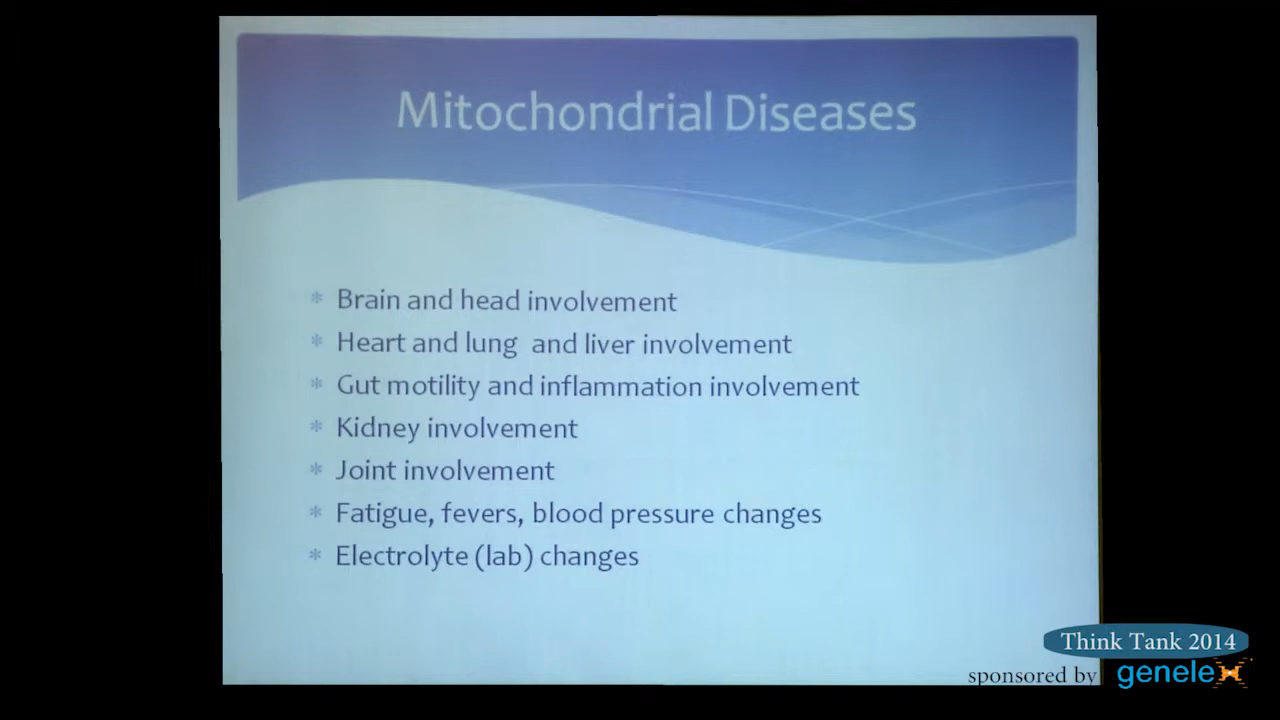 Mitochondrial Diseases
* Brain and head involvement
* Heart and lung and liver involvement
* Gut motility and inflammation involvement
* Kidney involvement
* Joint involvement
* Fatigue, fevers, blood pressure changes
* Electrolyte (lab) changes
Think Tank 2014
sponsored by genelex